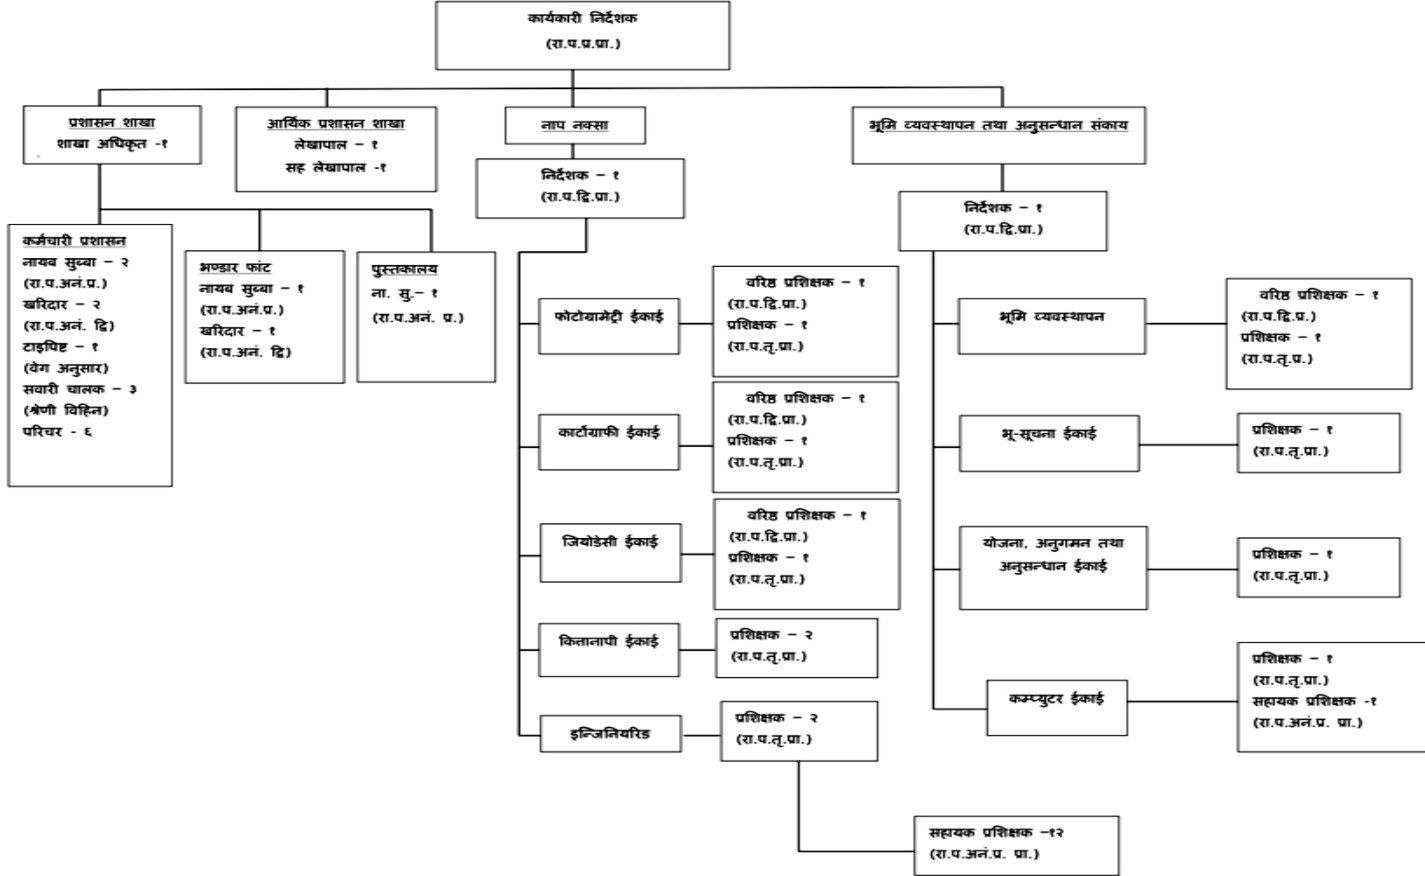 कार्यकारी निर्देशक
(रा.प.प्र.प्रा.)
प्रशासन शाखा
शाखा अधिकृत -१
आर्थिक प्रशासन शाखा
लेखापाल – १
सह लेखापाल -१
नाप नक्सा
भूमि व्यवस्थापन तथा अनुसन्धान संकाय
निर्देशक – १
(रा.प.द्वि.प्रा.)
निर्देशक – १
(रा.प.द्वि.प्रा.)
कर्मचारी प्रशासन
नायब सुब्बा – २
(रा.प.अनं.प्र.)
खरिदार – २
(रा.प.अनं. द्वि)
टाइपिष्ट – १
(वेग अनुसार)
सवारी चालक – ३
(श्रेणी विहिन)
परिचर - ६
भण्डार फांट
नायब सुब्बा – १
(रा.प.अनं.प्र.)
खरिदार – १
(रा.प.अनं. द्वि)
पुस्तकालय
ना. सु.– १
(रा.प.अनं. प्र.)
फोटोग्रामेट्री ईकाई
वरिष्ठ प्रशिक्षक – १
(रा.प.द्वि.प्रा.)
प्रशिक्षक – १
(रा.प.तृ.प्रा.)
कार्टोग्राफी ईकाई
वरिष्ठ प्रशिक्षक – १
(रा.प.द्वि.प्रा.)
प्रशिक्षक – १
(रा.प.तृ.प्रा.)
जियोडेसी ईकाई
वरिष्ठ प्रशिक्षक – १
(रा.प.द्वि.प्रा.)
प्रशिक्षक – १
(रा.प.तृ.प्रा.)
कित्तानापी ईकाई
प्रशिक्षक – २
(रा.प.तृ.प्रा.)
इन्जिनियरिड
प्रशिक्षक – २
(रा.प.तृ.प्रा.)
सहायक प्रशिक्षक –१२
(रा.प.अनं.प्र. प्रा.)
भूमि व्यवस्थापन
वरिष्ठ प्रशिक्षक – १
(रा.प.द्वि.प्र.)
प्रशिक्षक – १
(रा.प.तृ.प्र.)
भू-सूचना ईकाई
प्रशिक्षक – १
(रा.प.तृ.प्रा.)
योजना, अनुगमन तथा
अनुसन्धान ईकाई
प्रशिक्षक – १
(रा.प.तृ.प्रा.)
कम्प्युटर ईकाई
प्रशिक्षक – १
(रा.प.तृ.प्रा.)
सहायक प्रशिक्षक -१
(रा.प.अनं.प्र. प्रा.)